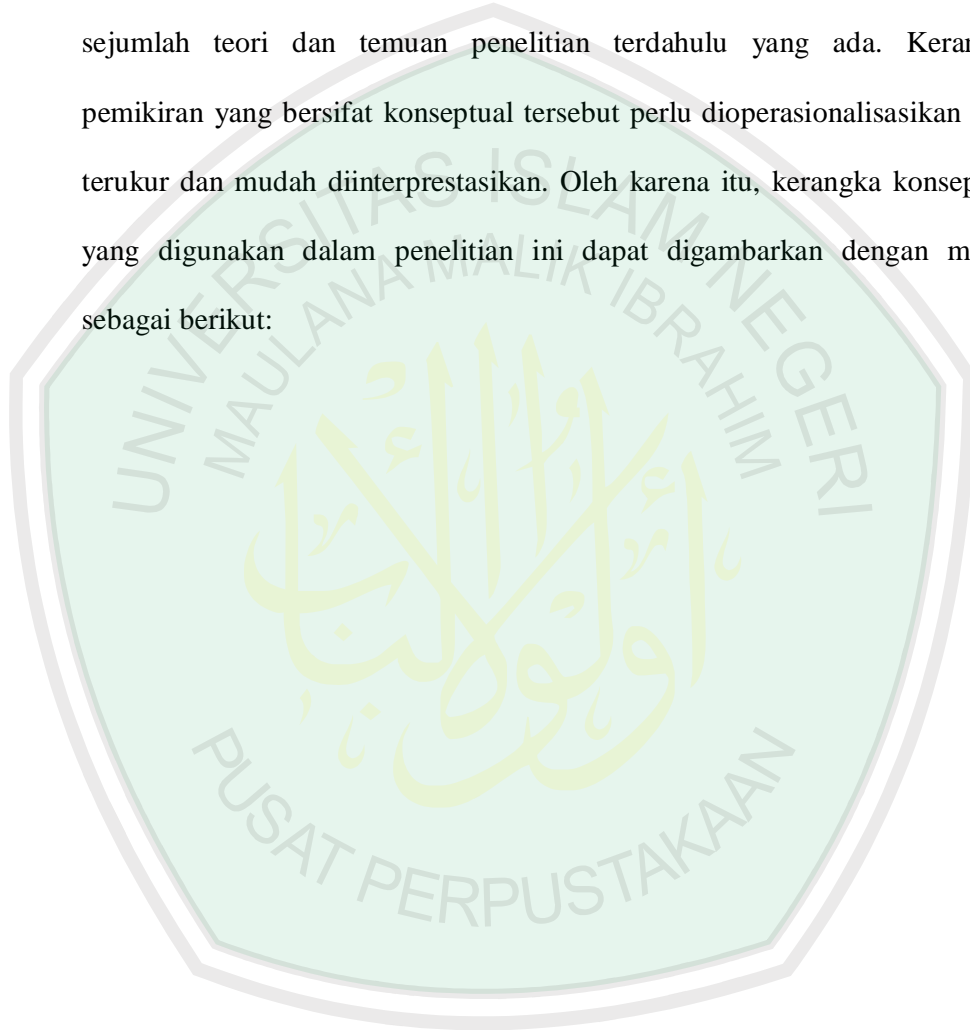 sejumlah teori dan temuan penelitian terdahulu yang ada. Keran
pemikiran yang bersifat konseptual tersebut perlu dioperasionalisasikan
terukur dan mudah diinterprestasikan. Oleh karena itu, kerangka konsep
yang digunakan dalam penelitian ini dapat digambarkan dengan m
sebagai berikut:
UNIVERSITAS ISLAM NEGERI
MAULANA MALIK IBRAHIM
PUSAT PERPUSTAKAAN